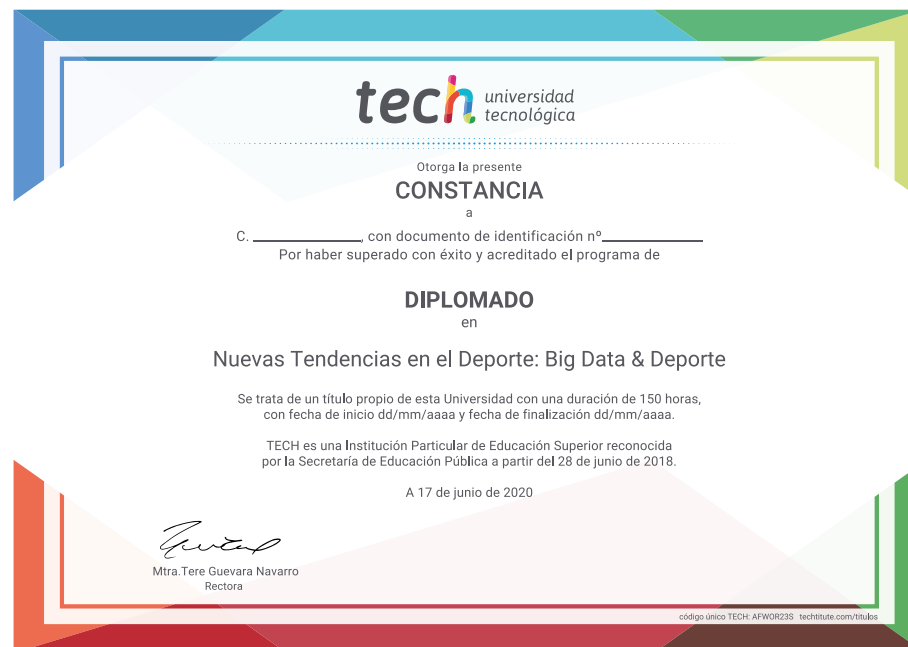 tech universidad
tecnológica
Otorga la presente
CONSTANCIA
a
C. ____________, con documento de identificación nº____________
Por haber superado con éxito y acreditado el programa de
DIPLOMADO
en
Nuevas Tendencias en el Deporte: Big Data & Deporte
Se trata de un título propio de esta Universidad con una duración de 150 horas,
con fecha de inicio dd/mm/aaaa y fecha de finalización dd/mm/aaaa.
TECH es una Institución Particular de Educación Superior reconocida
por la Secretaría de Educación Pública a partir del 28 de junio de 2018.
A 17 de junio de 2020
Mtra.Tere Guevara Navarro
Rectora
código único TECH: AFWOR23S techtitute.com/titulos